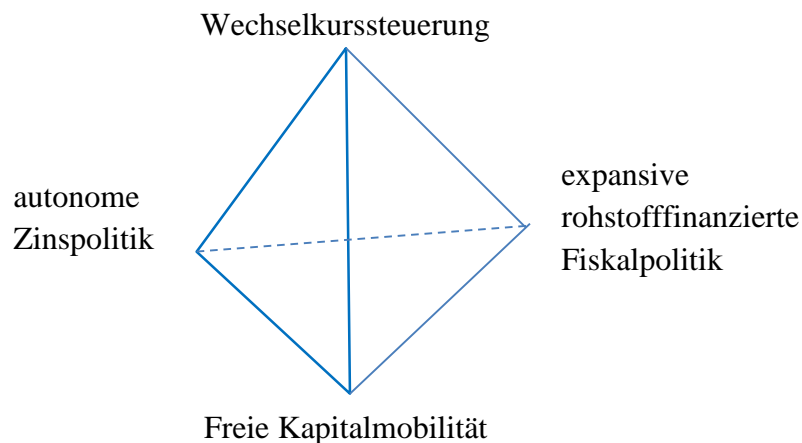 Wechselkurssteuerung
autonome
Zinspolitik
expansive
rohstofffinanzierte
Fiskalpolitik
Freie Kapitalmobilität